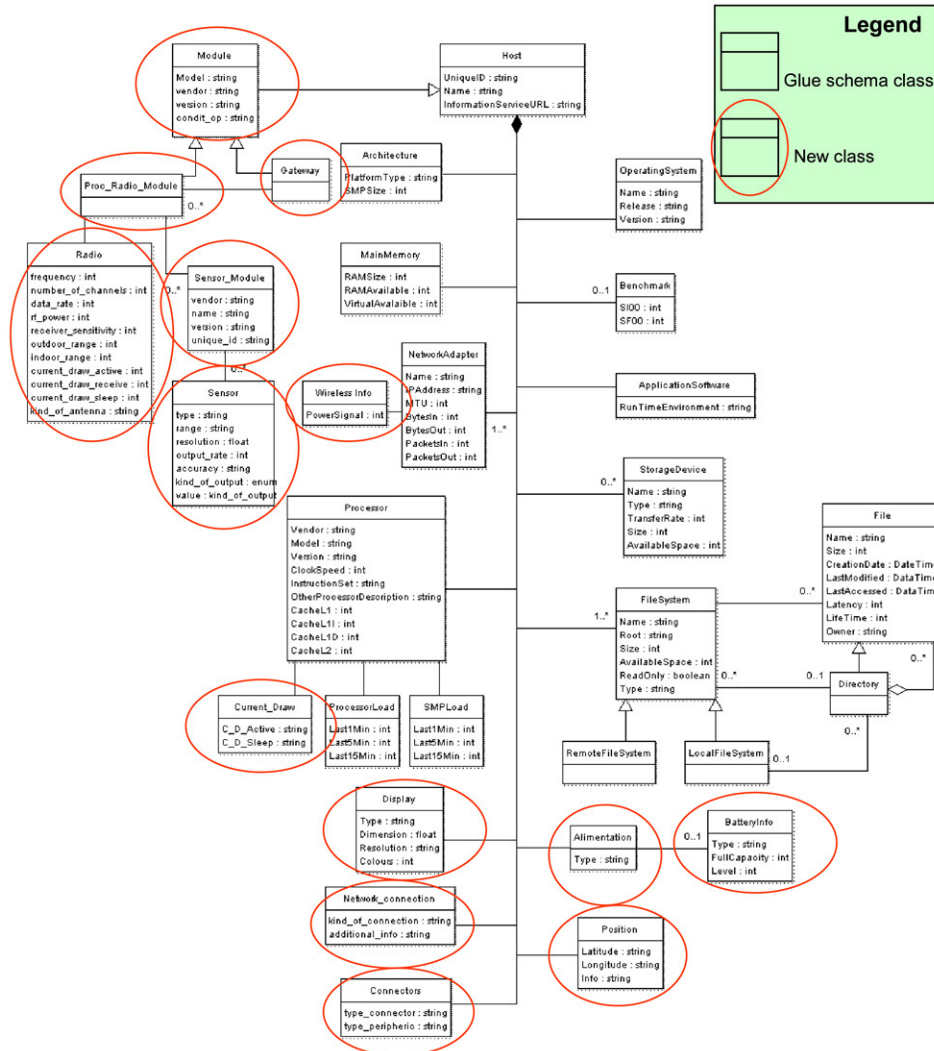 Legend
Glue schema class
New class
Module
Model : string
vendor : string
version : string
condit_op : string
Host
UniqueID : string
Name : string
InformationServiceURL : string
Proc_Radio_Module
0..*
Gateway
Architecture
PlatformType : string
SMPSize : int
OperatingSystem
Name : string
Release : string
Version : string
Radio
frequency : int
number_of_channels : int
data_rate : int
rf_power : int
receiver_sensitivity : int
outdoor_range : int
indoor_range : int
current_draw_active : int
current_draw_receive : int
current_draw_sleep : int
kind_of_antenna : string
0..*
Sensor_Module
vendor : string
name : string
version : string
unique_id : string
0..*
MainMemory
RAMSize : int
RAMAvailable : int
VirtualAvalaible : int
0..1
Benchmark
SI00 : int
SF00 : int
Sensor
type : string
range : string
resolution : float
output_rate : int
accuracy : string
kind_of_output : enum
value : kind_of_output
Wireless Info
PowerSignal : int
NetworkAdapter
Name : string
IPAddress : string
MTU : int
BytesIn : int
BytesOut : int
PacketsIn : int
PacketsOut : int
1..*
ApplicationSoftware
RunTimeEnvironment : string
0..*
StorageDevice
Name : string
Type : string
TransferRate : int
Size : int
AvailableSpace : int
Processor
Vendor : string
Model : string
Version : string
ClockSpeed : int
InstructionSet : string
OtherProcessorDescription : string
CacheL1 : int
CacheL1I : int
CacheL1D : int
CacheL2 : int
File
Name : string
Size : int
CreationDate : DateTime
LastModified : DataTime
LastAccessed : DataTime
Latency : int
LifeTime : int
Owner : string
1..*
FileSystem
Name : string
Root : string
Size : int
AvailableSpace : int
ReadOnly : boolean
Type : string
0..*
0..*
0..1
Directory
0..*
0..*
Current_Draw
C_D_Active : string
C_D_Sleep : string
ProcessorLoad
Last1Min : int
Last5Min : int
Last15Min : int
SMPLoad
Last1Min : int
Last5Min : int
Last15Min : int
RemoteFileSystem
LocalFileSystem
0..1
Display
Type : string
Dimension : float
Resolution : string
Colours : int
Alimentation
Type : string
0..1
BatteryInfo
Type : string
FullCapacity : int
Level : int
Network_connection
kind_of_connection : string
additional_info : string
Position
Latitude : string
Longitude : string
Info : string
Connectors
type_connector : string
type_peripheric : string